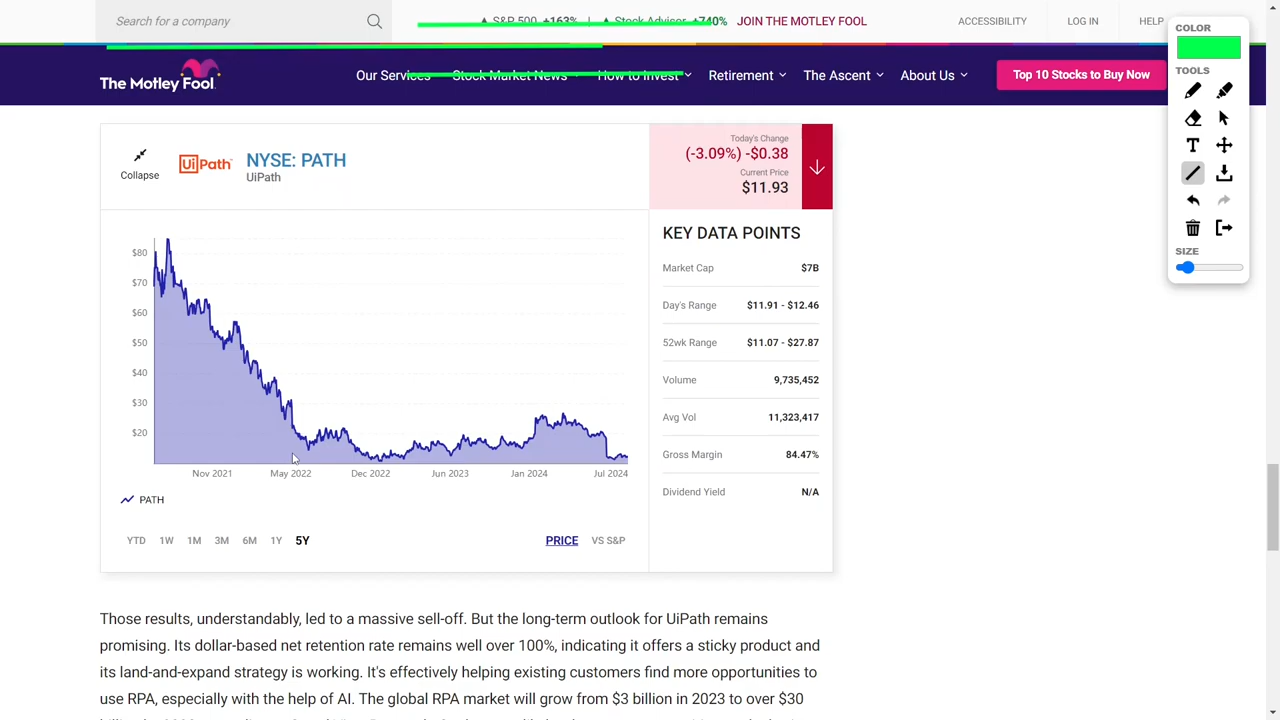 Search for a company
S&P 500 +163% | Stock Advisor +740% JOIN THE MOTLEY FOOL
ACCESSIBILITY LOG IN HELP
The Motley Fool
Our Services Stock Market News How to Invest Retirement The Ascent About Us
Top 10 Stocks to Buy Now
COLOR
TOOLS
T
SIZE
Collapse
UiPath
NYSE: PATH
UiPath
Today's Change
(-3.09%) -$0.38
Current Price
$11.93
$80
$70
$60
$50
$40
$30
$20
Nov 2021 May 2022 Dec 2022 Jun 2023 Jan 2024 Jul 2024
PATH
YTD 1W 1M 3M 6M 1Y 5Y
PRICE VS S&P
KEY DATA POINTS
Market Cap $7B
Day's Range $11.91 - $12.46
52wk Range $11.07 - $27.87
Volume 9,735,452
Avg Vol 11,323,417
Gross Margin 84.47%
Dividend Yield N/A
Those results, understandably, led to a massive sell-off. But the long-term outlook for UiPath remains
promising. Its dollar-based net retention rate remains well over 100%, indicating it offers a sticky product and
its land-and-expand strategy is working. It's effectively helping existing customers find more opportunities to
use RPA, especially with the help of AI. The global RPA market will grow from $3 billion in 2023 to over $30